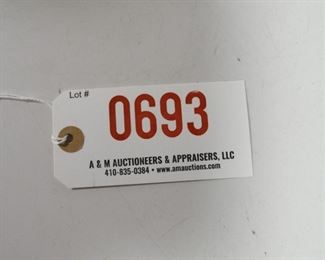 Lot #
0693
A & M AUCTIONEERS & APPRAISERS, LLC
410-835-0384 • www.amauctions.com